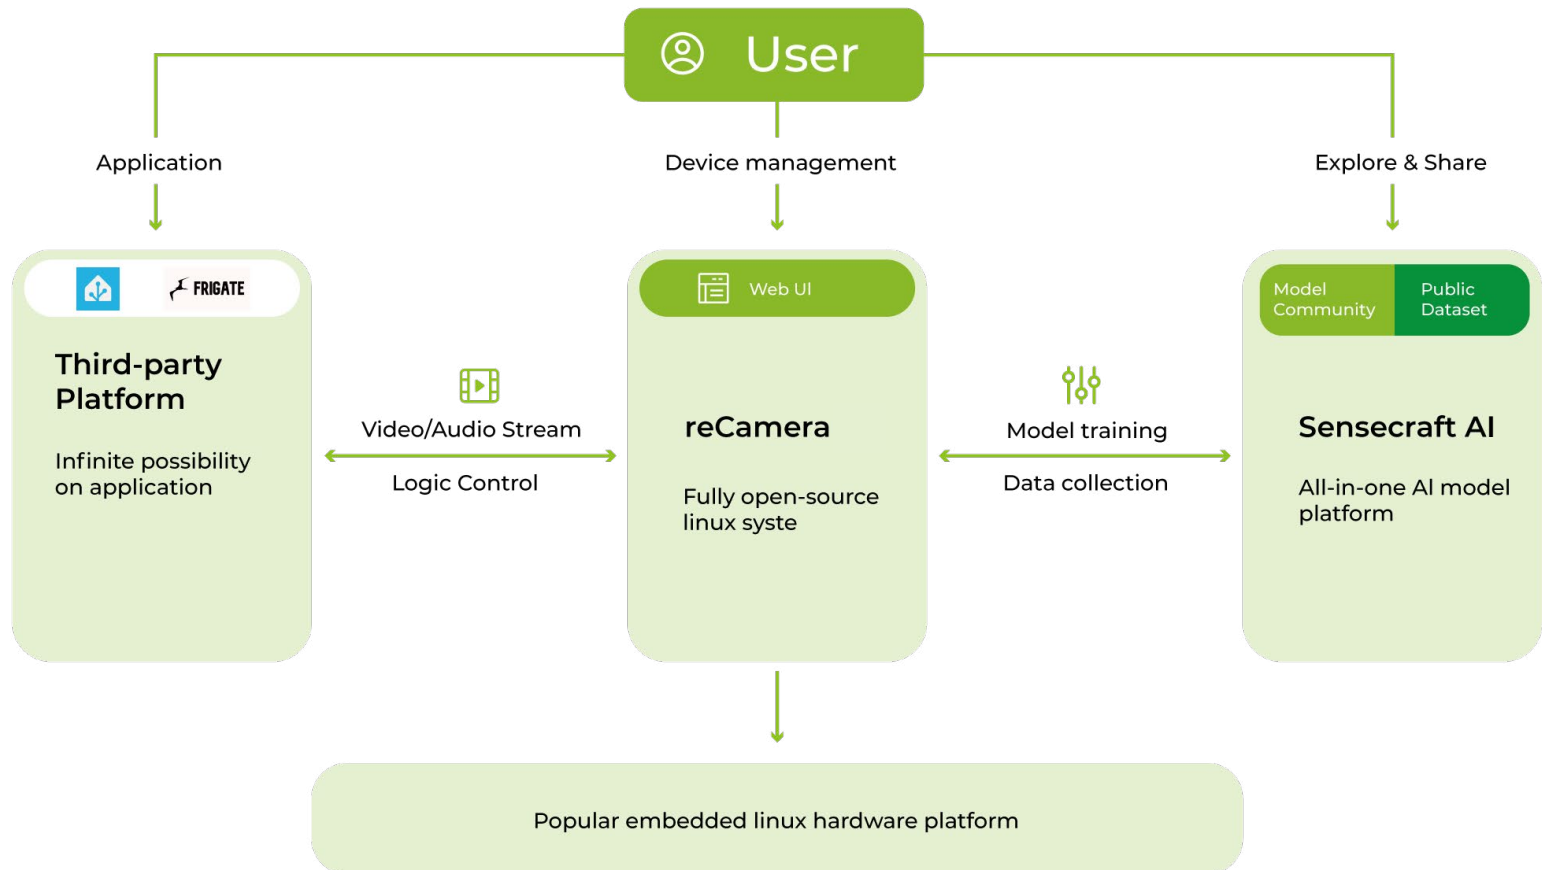 User
Application
Device management
Explore & Share
FRIGATE
Web UI
Model
Community
Public
Dataset
Third-party
Platform
Infinite possibility
on application
Video/Audio Stream
Logic Control
reCamera
Fully open-source
linux syste
Model training
Data collection
Sensecraft AI
All-in-one AI model
platform
Popular embedded linux hardware platform